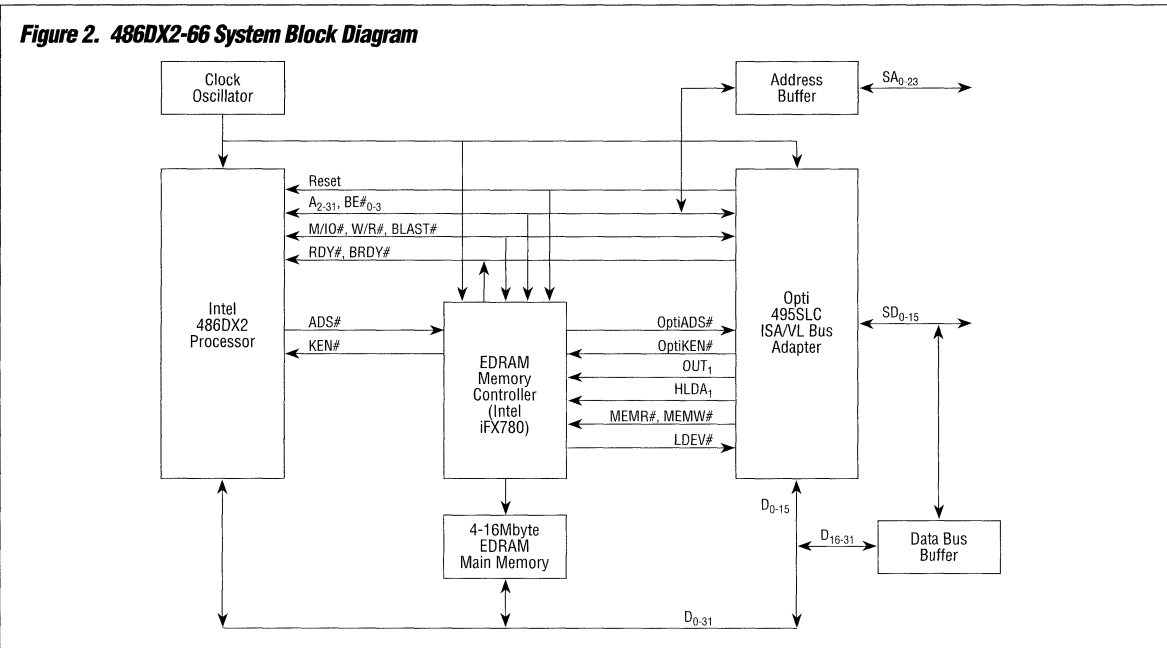 Figure 2. 486DX2-66 System Block Diagram
Clock
Oscillator
Address
Buffer
SA0-23
Reset
A2-31, BE#0-3
M/IO#, W/R#, BLAST#
RDY#, BRDY#
Intel
486DX2
Processor
ADS#
KEN#
EDRAM
Memory
Controller
(Intel
iFX780)
OptiADS#
OptiKEN#
OUT1
HLDA1
MEMR#, MEMW#
LDEV#
Opti
495SLC
ISA/VL Bus
Adapter
SD0-15
4-16Mbyte
EDRAM
Main Memory
D0-15
D16-31
Data Bus
Buffer
D0-31